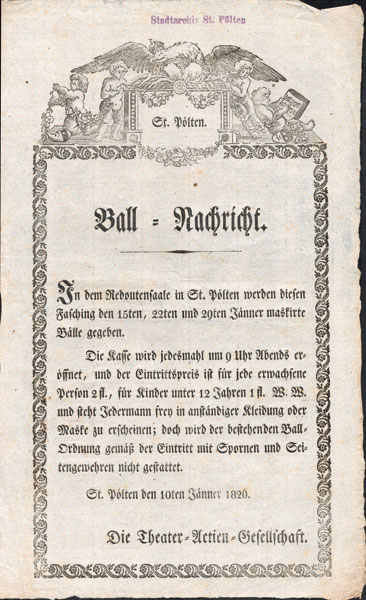 Stadtarchiv St. Pölten
St. Pölten.
Ball = Nachricht.
In dem Redoutensaale in St. Pölten werden diesen
Fasching den 15ten, 22ten und 29ten Jänner maskirte
Bälle gegeben.
Die Kasse wird jedesmahl um 9 Uhr Abends er-
öffnet, und der Eintrittspreis ist für jede erwachsene
Person 2 fl., für Kinder unter 12 Jahren 1 fl. W. W.
und steht Jedermann frey in anständiger Kleidung oder
Maske zu erscheinen; doch wird der bestehenden Ball-
Ordnung gemäß der Eintritt mit Spornen und Sei-
tengewehren nicht gestattet.
St. Pölten den 10ten Jänner 1820.
Die Theater-Actien-Gesellschaft.